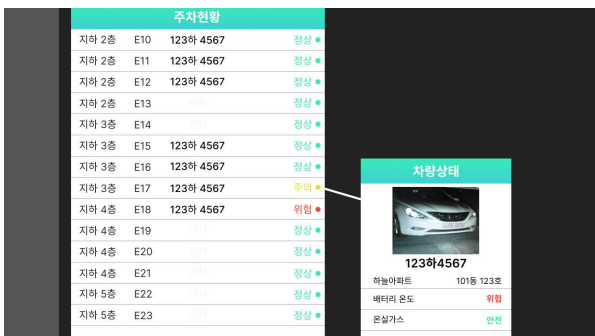 주차현황
지하 2층 E10 123하 4567 정상
지하 2층 E11 123하 4567 정상
지하 2층 E12 123하 4567 정상
지하 2층 E13 정상
지하 3층 E14 정상
지하 3층 E15 123하 4567 정상
지하 3층 E16 123하 4567 정상
지하 3층 E17 123하 4567 주의
지하 4층 E18 123하 4567 위험
지하 4층 E19 정상
지하 4층 E20 정상
지하 4층 E21 정상
지하 5층 E22 정상
지하 5층 E23 정상
차량상태
123하4567
하늘아파트 101동 123호
배터리 온도 위험
온실가스 안전